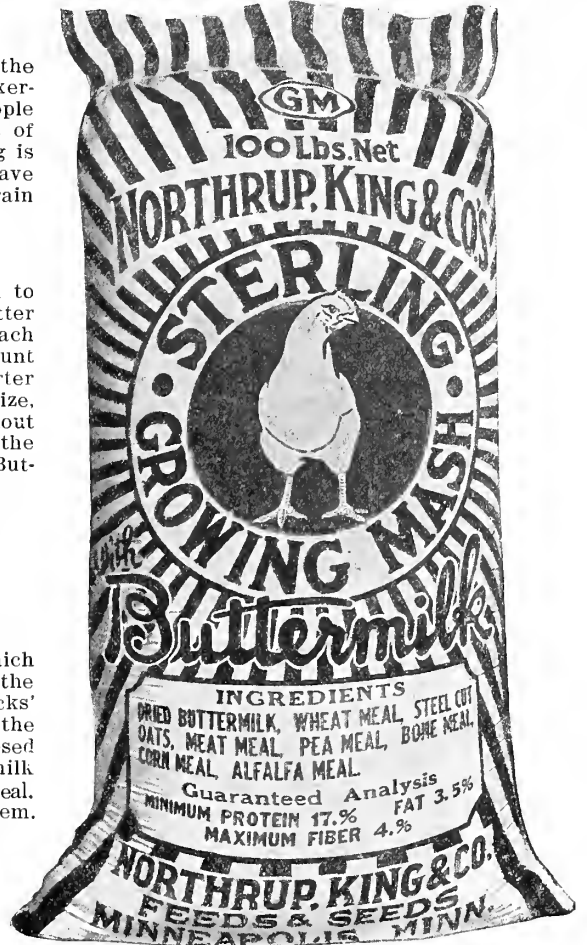 the
ker-
ple
of
g is
ave
rain
to
tter
ach
unt
rter
ize,
out
the
But-
ich
the
cks'
the
sed
milk
eal.
em.
GM
100 Lbs. Net
NORTHRUP, KING & CO'S
STERLING
GROWING MASH
with
Buttermilk
INGREDIENTS
DRIED BUTTERMILK, WHEAT MEAL, STEEL CUT
OATS, MEAT MEAL, PEA MEAL, BONE MEAL,
CORN MEAL, ALFALFA MEAL.
Guaranteed Analysis
MINIMUM PROTEIN 17.% FAT 3.5%
MAXIMUM FIBER 4.%
NORTHRUP, KING & CO.
FEEDS & SEEDS
MINNEAPOLIS, MINN.